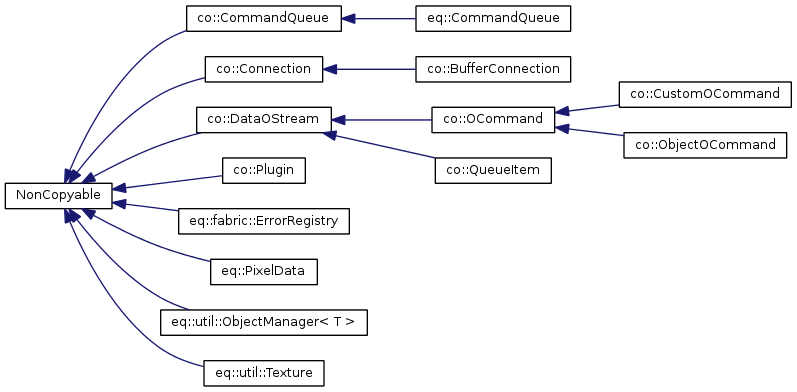 co::CommandQueue
eq::CommandQueue
co::Connection
co::BufferConnection
co::CustomOCommand
co::DataOStream
co::OCommand
co::ObjectOCommand
co::Plugin
co::QueueItem
NonCopyable
eq::fabric::ErrorRegistry
eq::PixelData
eq::util::ObjectManager< T >
eq::util::Texture